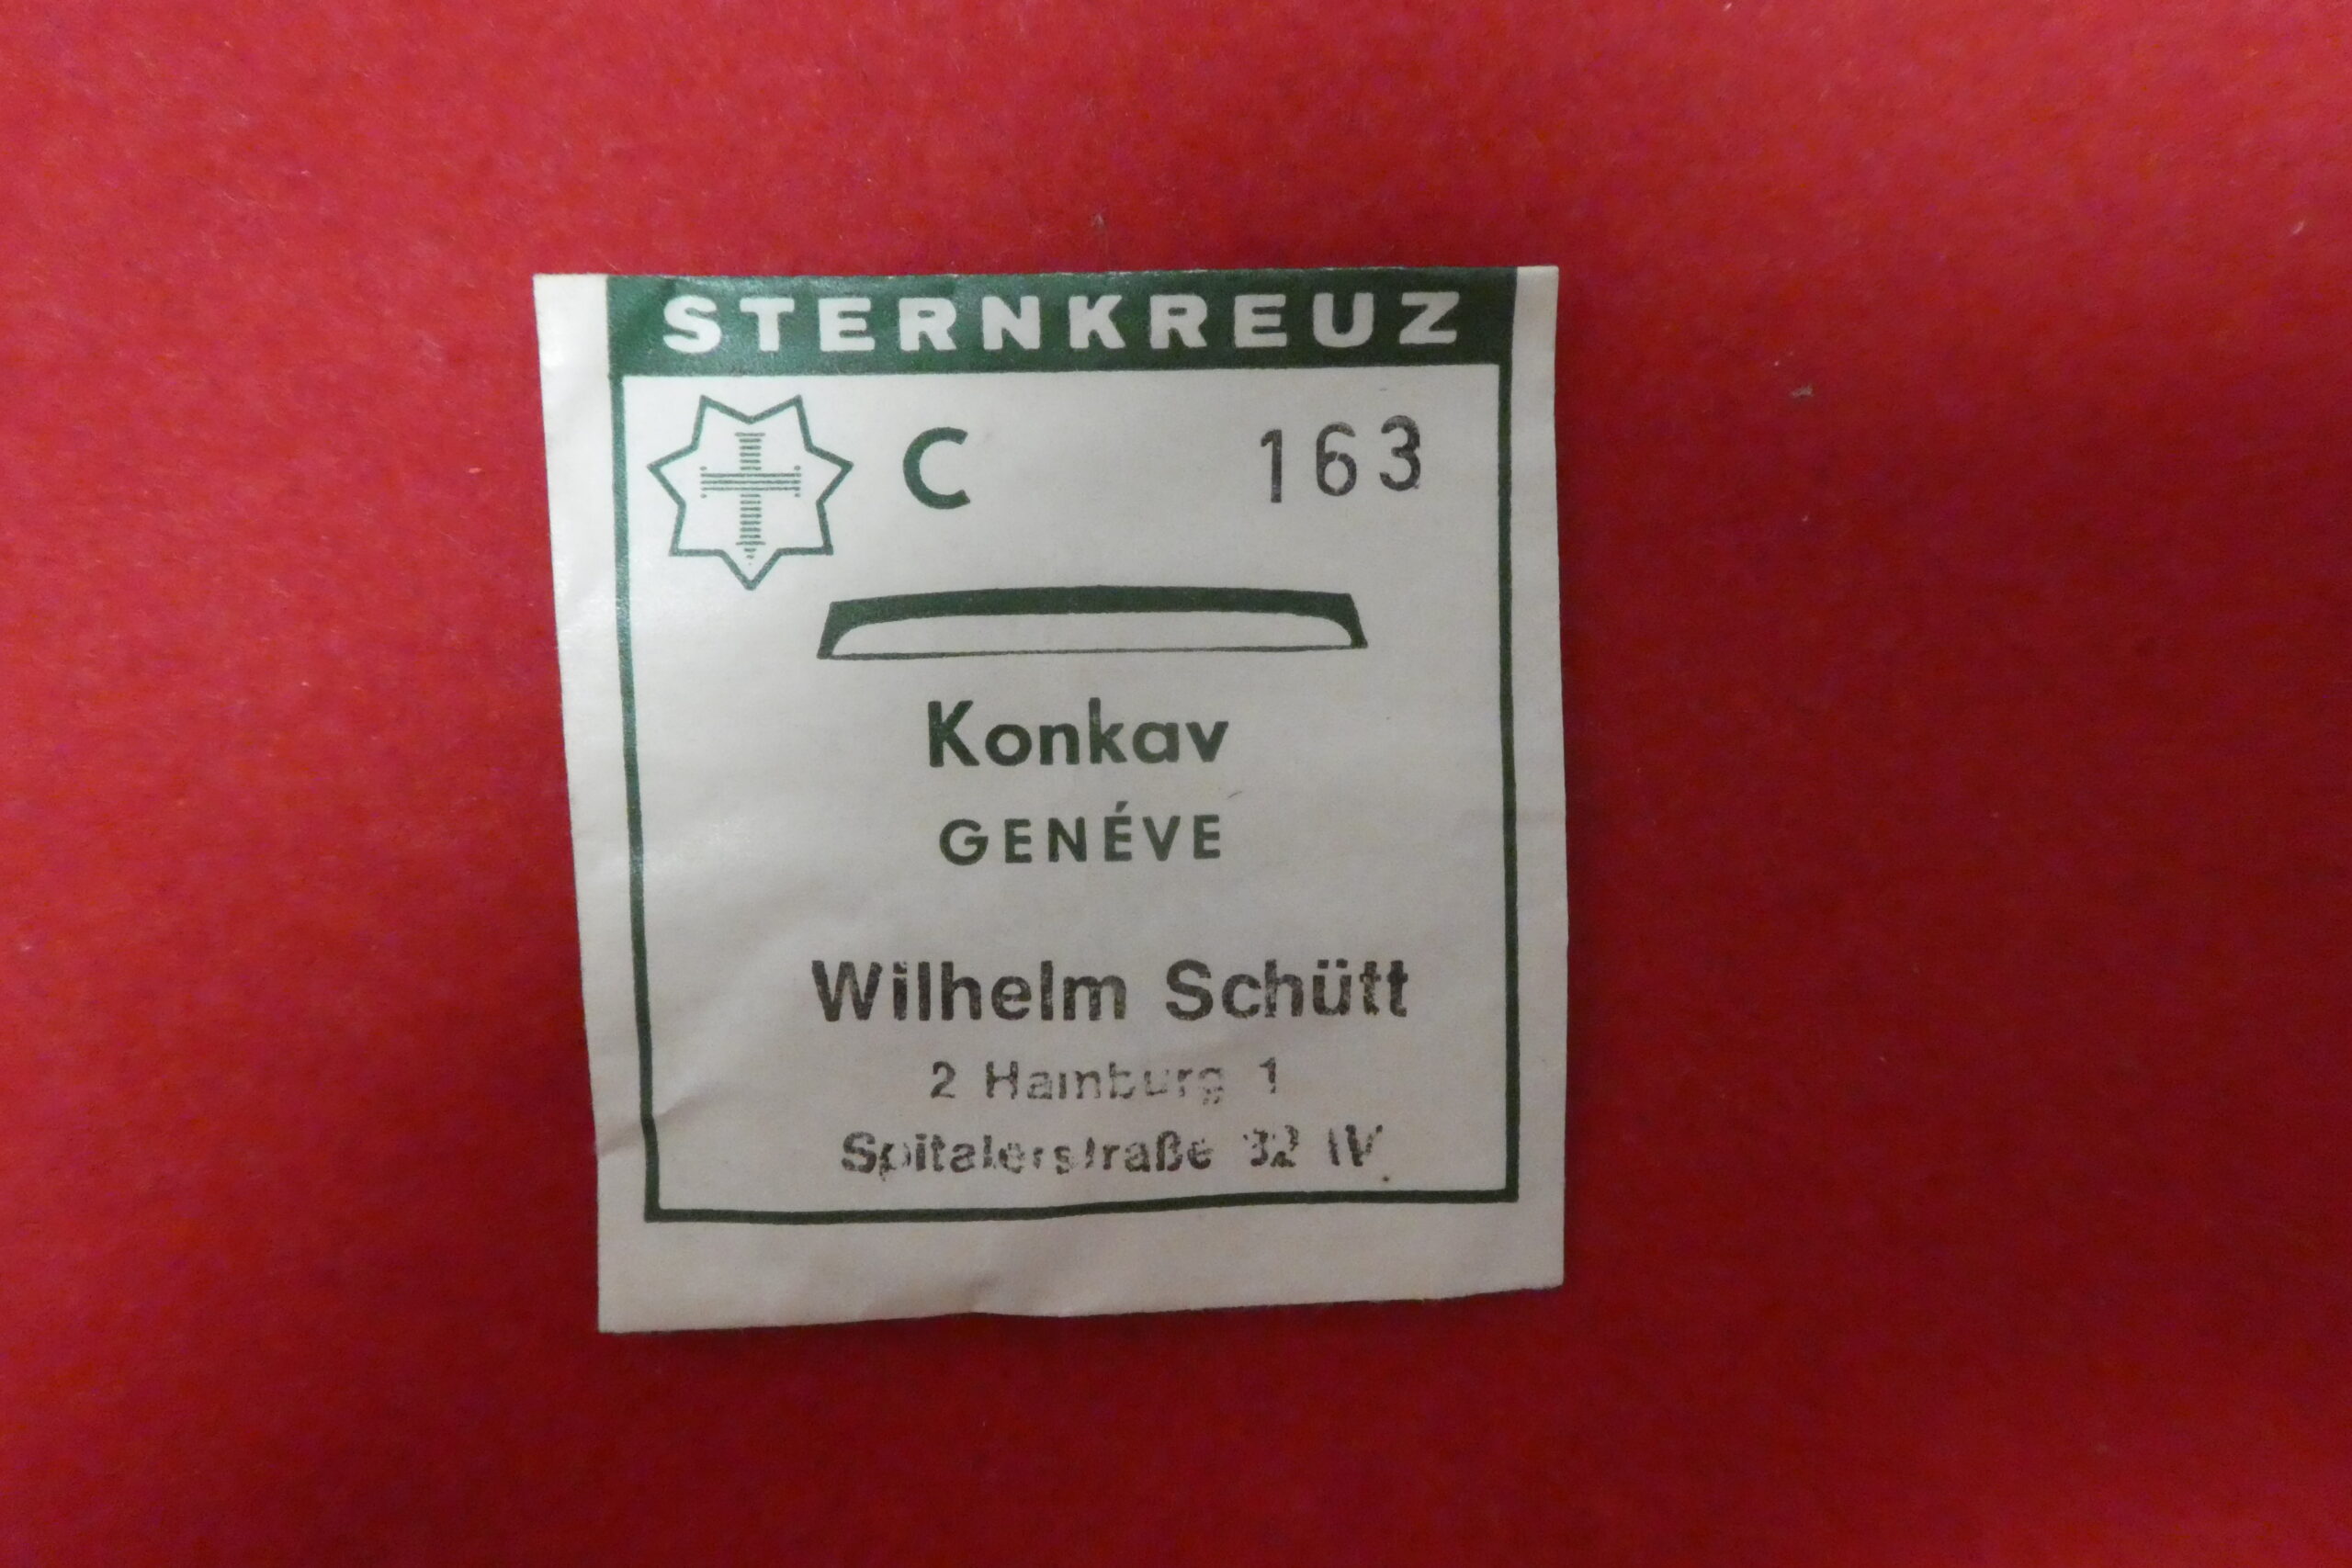 STERNKREUZ
C 163
Konkav
GENÉVE
Wilhelm Schütt
2 Hamburg 1
Spitalerstraße 32 IV